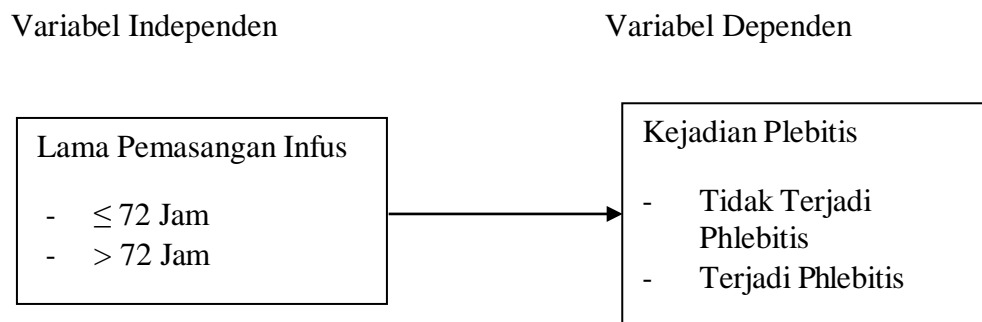 Variabel Independen
Variabel Dependen
Lama Pemasangan Infus
- ≤ 72 Jam
- > 72 Jam
Kejadian Plebitis
- Tidak Terjadi
Phlebitis
- Terjadi Phlebitis